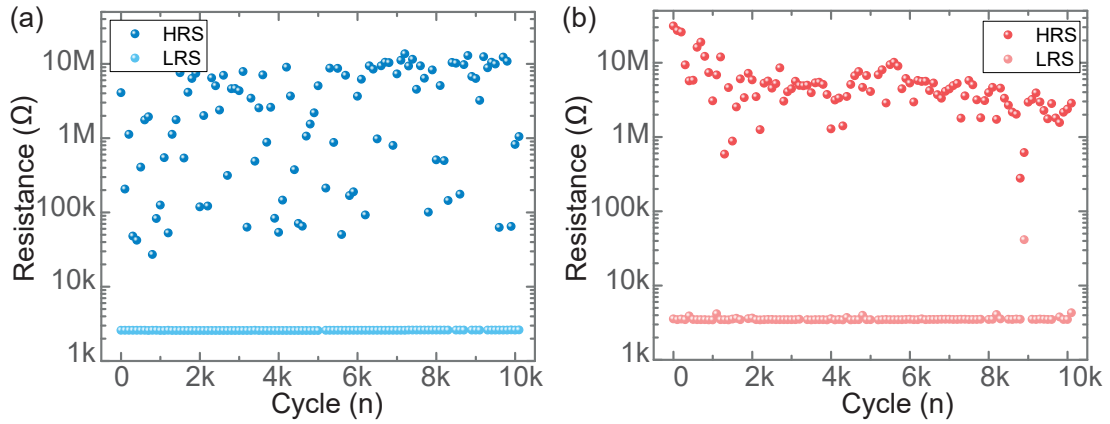 (a)
HRS
LRS
10M
1M
100k
10k
1k
Resistance (Ω)
0 2k 4k 6k 8k 10k
Cycle (n)
(b)
HRS
LRS
10M
1M
100k
10k
1k
Resistance (Ω)
0 2k 4k 6k 8k 10k
Cycle (n)